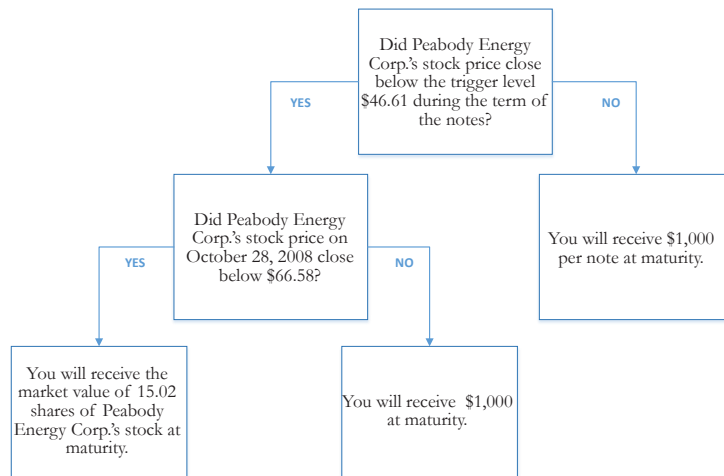 Did Peabody Energy
Corp.'s stock price close
below the trigger level
$46.61 during the term of
the notes?
YES
NO
Did Peabody Energy
Corp.'s stock price on
October 28, 2008 close
below $66.58?
You will receive $1,000
per note at maturity.
YES
NO
You will receive the
market value of 15.02
shares of Peabody
Energy Corp.'s stock at
maturity.
You will receive $1,000
at maturity.